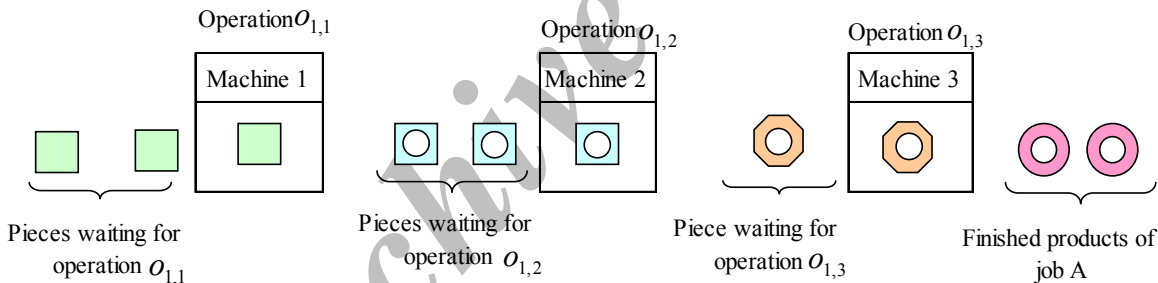 Operation O1,1
Machine 1
Pieces waiting for
operation O1,1
Operation O1,2
Machine 2
Pieces waiting for
operation O1,2
Operation O1,3
Machine 3
Piece waiting for
operation O1,3
Finished products of
job A
chive